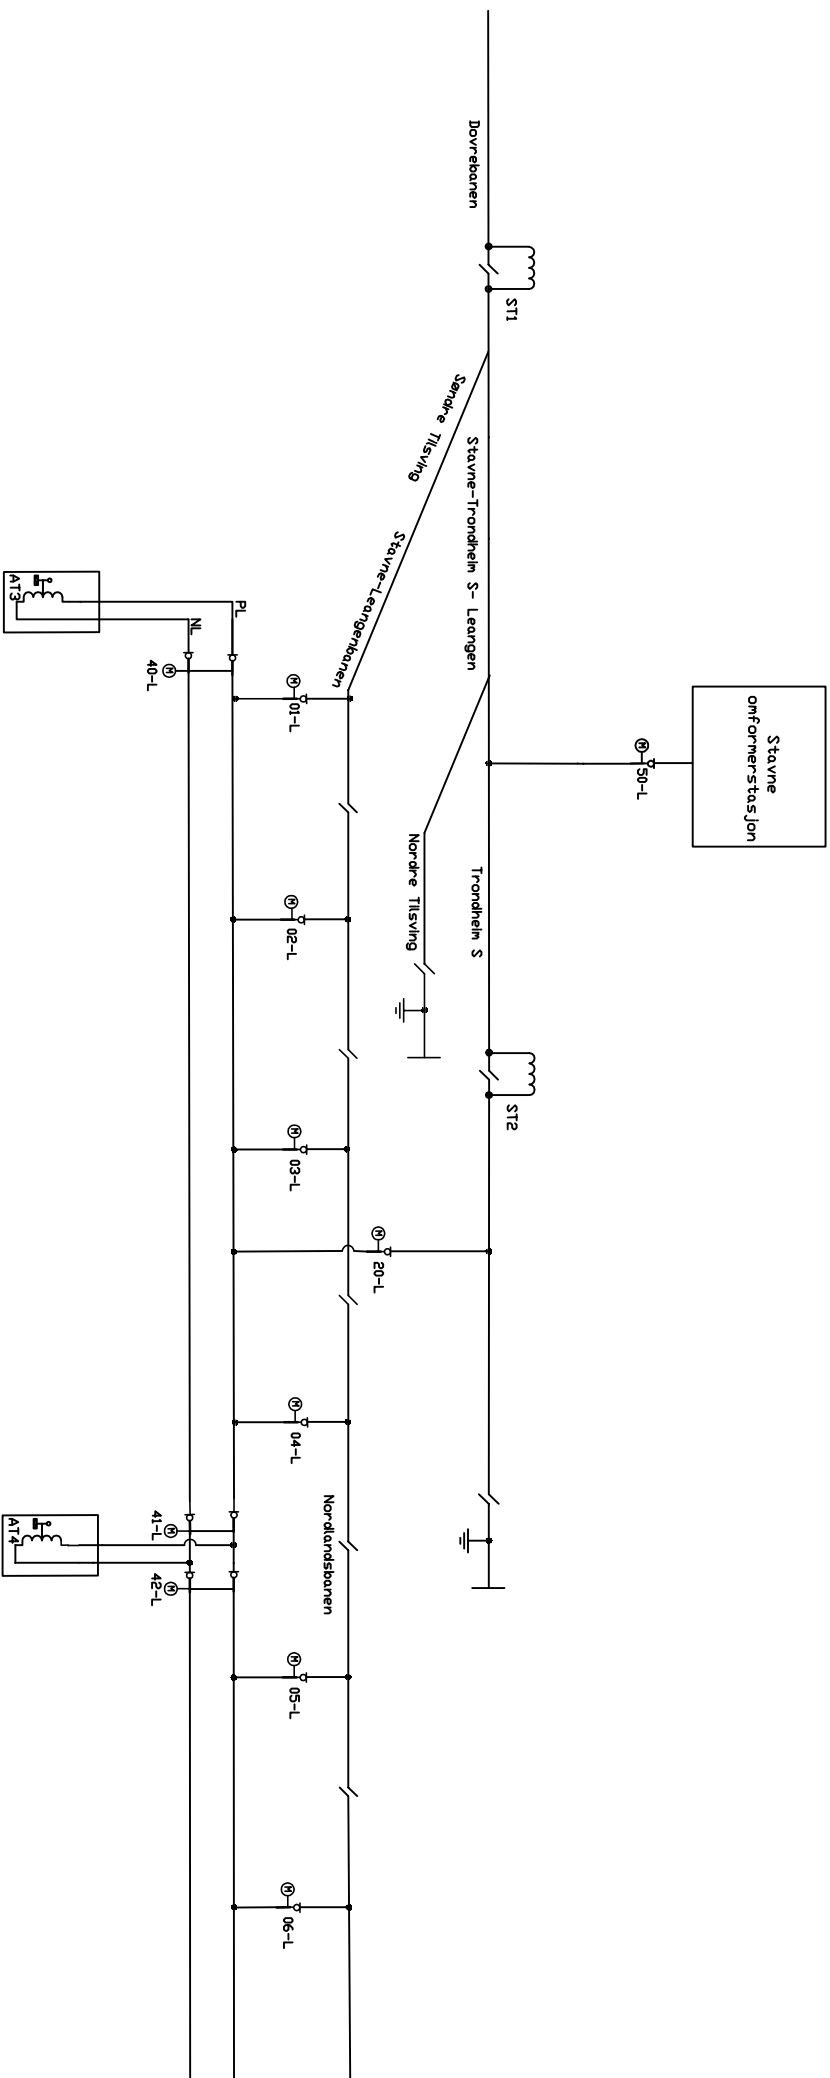 Stavne
omformerstasjon
50-L
Dovrebanen
ST1
Stavne-Trondheim S- Leangen
Trondheim S
ST2
Søndre Tilsving
Stavne-Leangenbanen
Nordre Tilsving
20-L
Nordlandsbanen
01-L
02-L
03-L
04-L
05-L
06-L
PL
NL
40-L
41-L
42-L
AT3
AT4
M
M
M
M
M
M
M
M
M
M
M